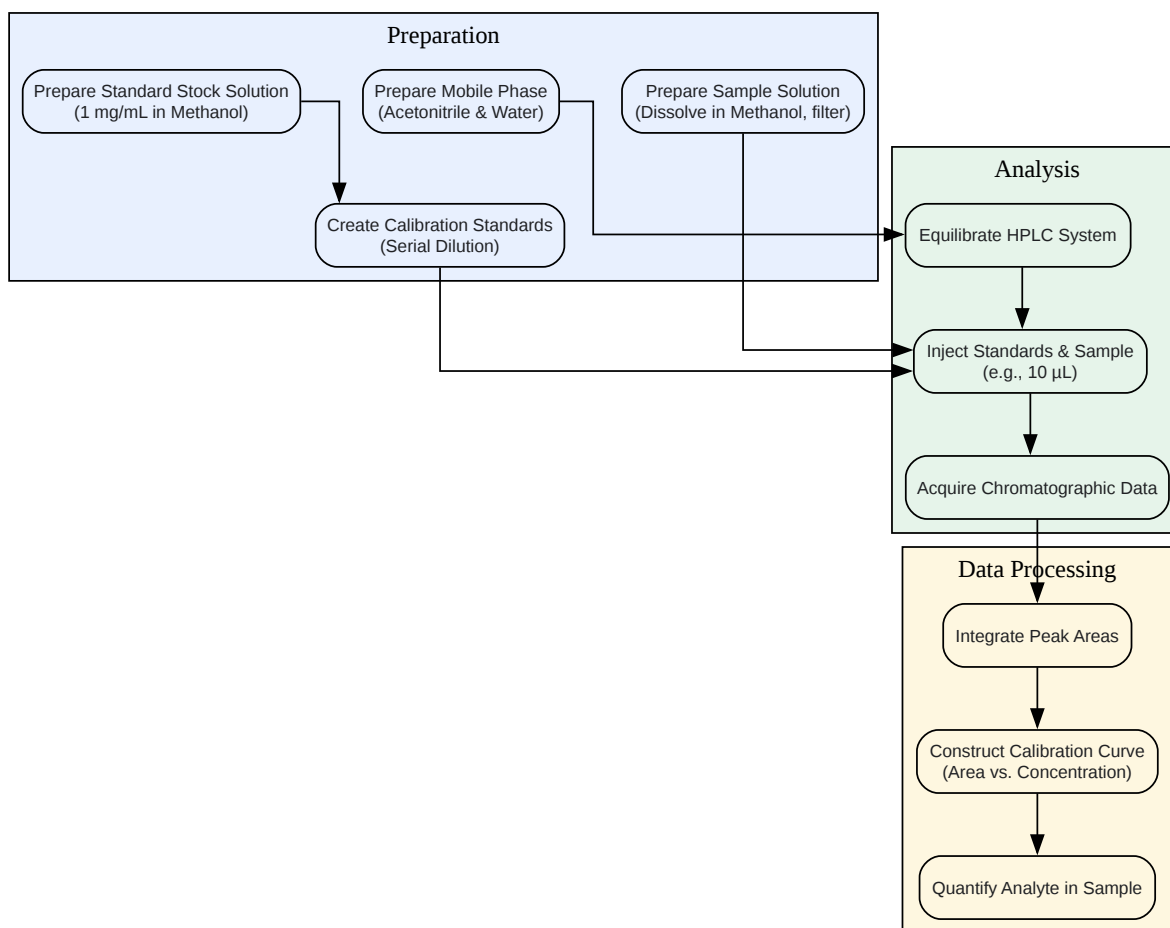 Preparation
Prepare Standard Stock Solution
(1 mg/mL in Methanol)
Prepare Mobile Phase
(Acetonitrile & Water)
Prepare Sample Solution
(Dissolve in Methanol, filter)
Create Calibration Standards
(Serial Dilution)
Analysis
Equilibrate HPLC System
Inject Standards & Sample
(e.g., 10 µL)
Acquire Chromatographic Data
Data Processing
Integrate Peak Areas
Construct Calibration Curve
(Area vs. Concentration)
Quantify Analyte in Sample